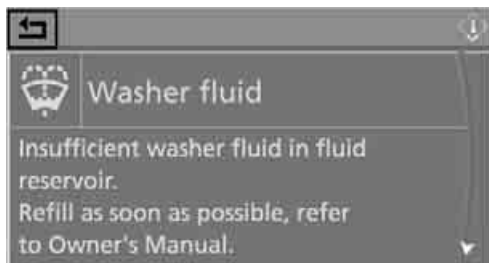 Washer fluid
Insufficient washer fluid in fluid
reservoir.
Refill as soon as possible, refer
to Owner's Manual.